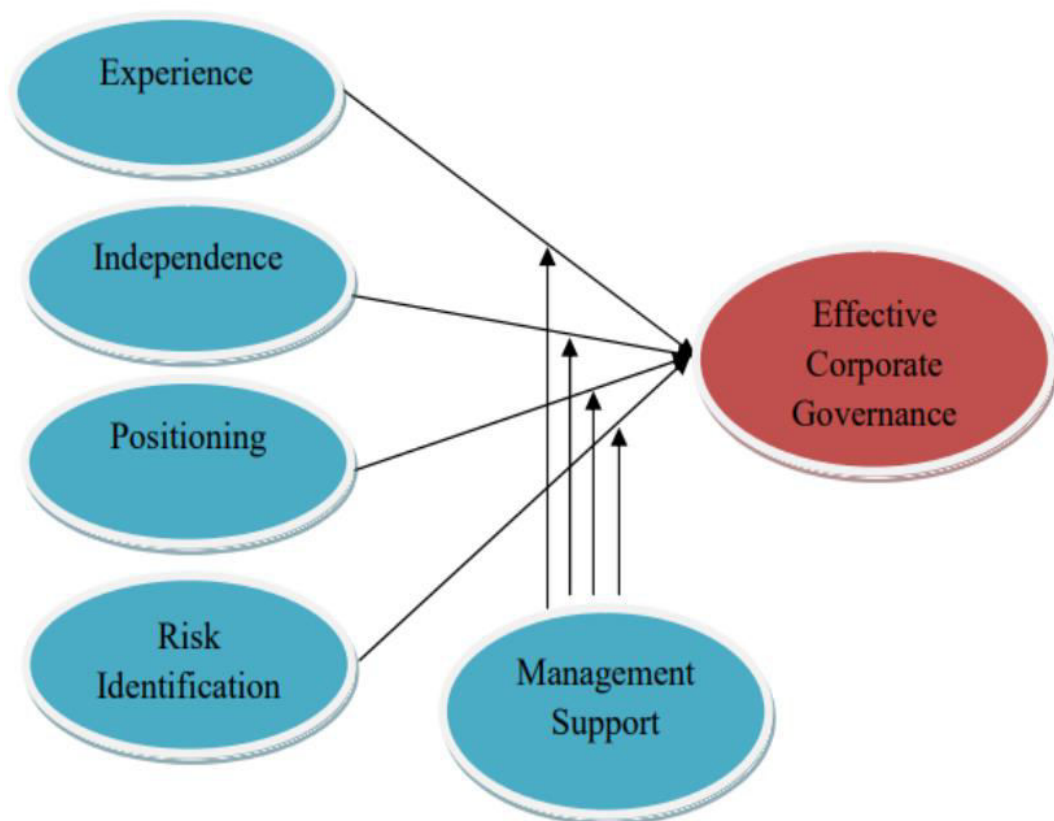 Experience
Independence
Positioning
Risk
Identification
Management
Support
Effective
Corporate
Governance